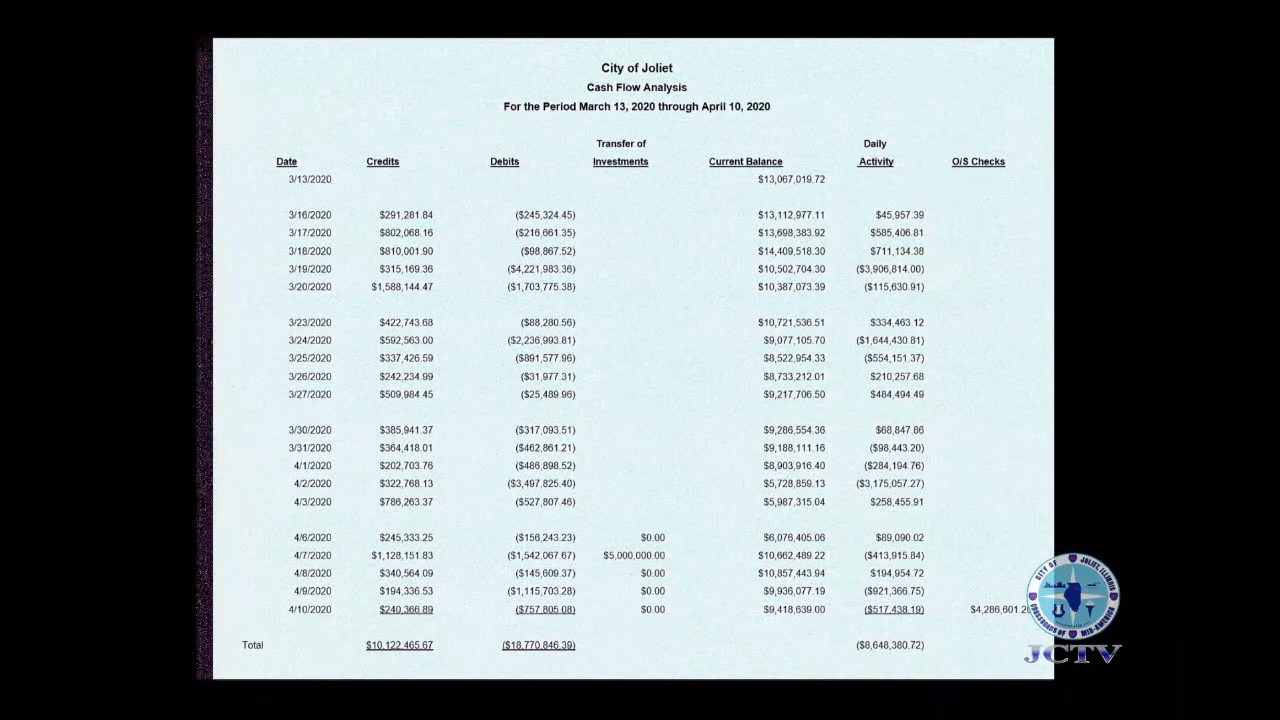 City of Joliet
Cash Flow Analysis
For the Period March 13, 2020 through April 10, 2020
Transfer of Daily
Date Credits Debits Investments Current Balance Activity O/S Checks
3/13/2020 $13,067,019.72
3/16/2020 $291,281.84 ($245,324.45) $13,112,977.11 $45,957.39
3/17/2020 $802,068.16 ($216,661.35) $13,698,383.92 $585,406.81
3/18/2020 $810,001.90 ($98,867.52) $14,409,518.30 $711,134.38
3/19/2020 $315,169.36 ($4,221,983.36) $10,502,704.30 ($3,906,814.00)
3/20/2020 $1,588,144.47 ($1,703,775.38) $10,387,073.39 ($115,630.91)
3/23/2020 $422,743.68 ($88,280.56) $10,721,536.51 $334,463.12
3/24/2020 $592,563.00 ($2,236,993.81) $9,077,105.70 ($1,644,430.81)
3/25/2020 $337,426.59 ($891,577.96) $8,522,954.33 ($554,151.37)
3/26/2020 $242,234.99 ($31,977.31) $8,733,212.01 $210,257.68
3/27/2020 $509,984.45 ($25,489.96) $9,217,706.50 $484,494.49
3/30/2020 $385,941.37 ($317,093.51) $9,286,554.36 $68,847.86
3/31/2020 $364,418.01 ($462,861.21) $9,188,111.16 ($98,443.20)
4/1/2020 $202,703.76 ($486,898.52) $8,903,916.40 ($284,194.76)
4/2/2020 $322,768.13 ($3,497,825.40) $5,728,859.13 ($3,175,057.27)
4/3/2020 $786,263.37 ($527,807.46) $5,987,315.04 $258,455.91
4/6/2020 $245,333.25 ($156,243.23) $0.00 $6,076,405.06 $89,090.02
4/7/2020 $1,128,151.83 ($1,542,067.67) $5,000,000.00 $10,662,489.22 ($413,915.84)
4/8/2020 $340,564.09 ($145,609.37) $0.00 $10,857,443.94 $194,954.72
4/9/2020 $194,336.53 ($1,115,703.28) $0.00 $9,936,077.19 ($921,366.75)
4/10/2020 $240,366.89 ($757,805.08) $0.00 $9,418,639.00 ($517,438.19) $4,286,601.20
Total $10,122,465.67 ($18,770,846.39) ($8,648,380.72)
CITY OF JOLIET, ILLINOIS
CROSSROADS OF MID-AMERICA
JCTV